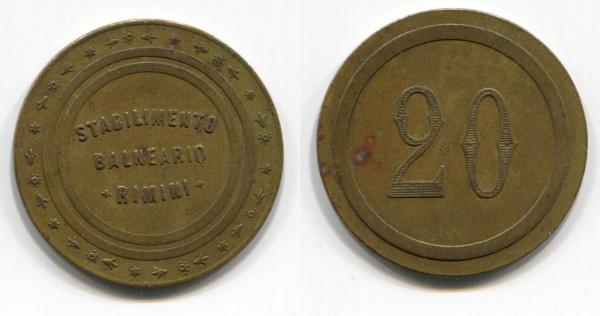 STABILIMENTO
BALNEARIO
* RIMINI *
20